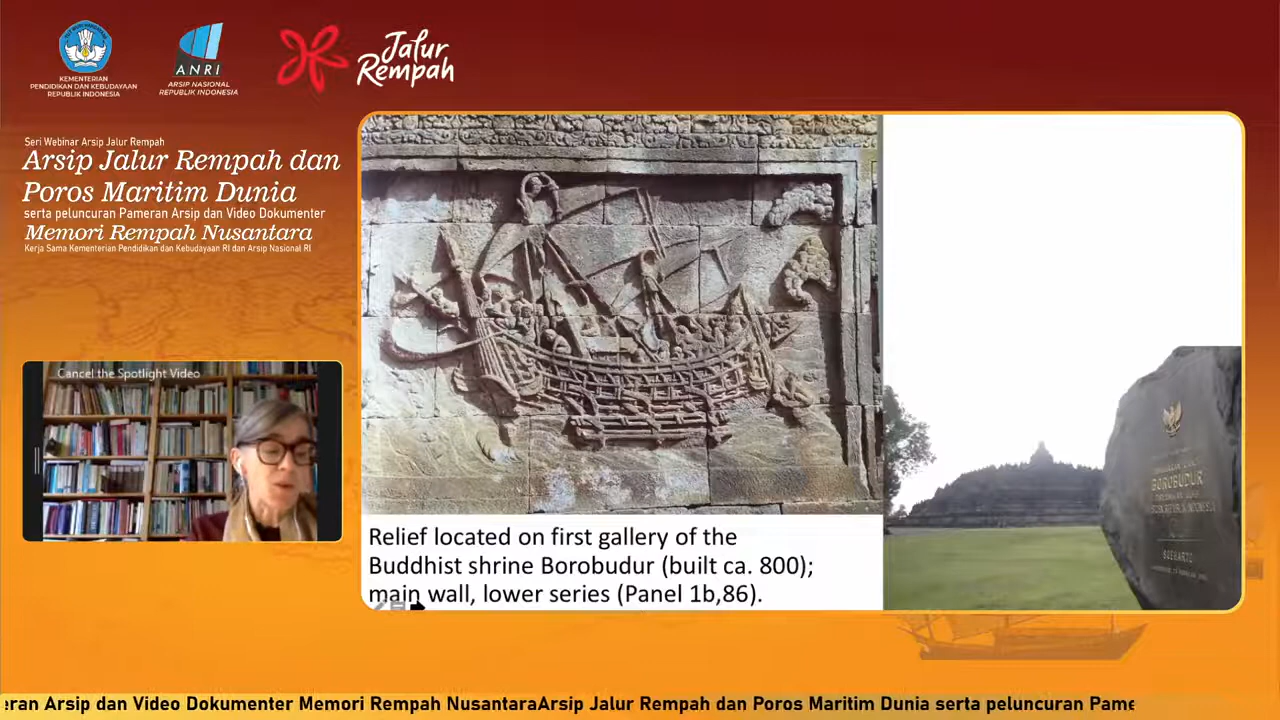 KEMENTERIAN
PENDIDIKAN DAN KEBUDAYAAN
REPUBLIK INDONESIA
ANRI
ARSIP NASIONAL
REPUBLIK INDONESIA
Jalur
Rempah
Seri Webinar Arsip Jalur Rempah
Arsip Jalur Rempah dan
Poros Maritim Dunia
serta peluncuran Pameran Arsip dan Video Dokumenter
Memori Rempah Nusantara
Kerja Sama Kementerian Pendidikan dan Kebudayaan RI dan Arsip Nasional RI
Cancel the Spotlight Video
BOROBUDUR
SOEHARTO
Relief located on first gallery of the
Buddhist shrine Borobudur (built ca. 800);
main wall, lower series (Panel 1b,86).
eran Arsip dan Video Dokumenter Memori Rempah NusantaraArsip Jalur Rempah dan Poros Maritim Dunia serta peluncuran Pame